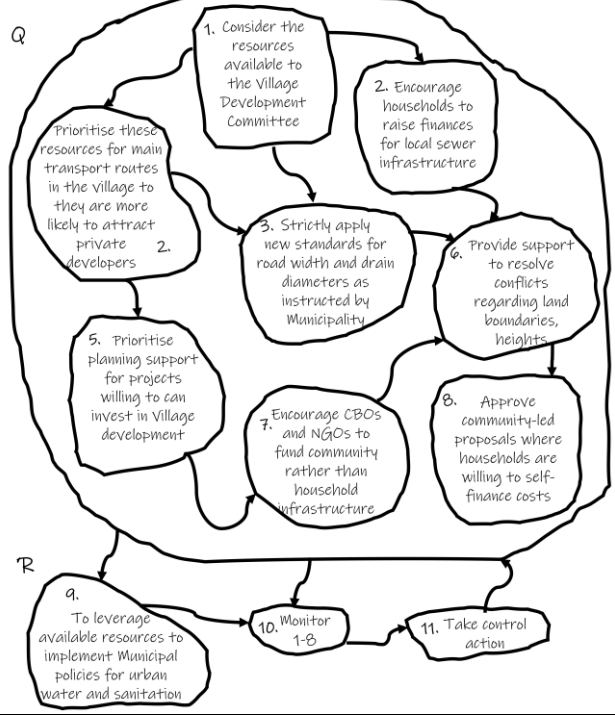 Q
1. Consider the
resources
available to
the Village
Development
Committee
2. Encourage
households to
raise finances
for local sewer
infrastructure
Prioritise these
resources for main
transport routes
in the village to
they are more
likely to attract
private
developers 2.
3. Strictly apply
new standards for
road width and drain
diameters as
instructed by
Municipality
6. Provide support
to resolve
conflicts
regarding land
boundaries,
heights
5. Prioritise
planning support
for projects
willing to can
invest in Village
development
7. Encourage CBOs
and NGOs to
fund community
rather than
household
infrastructure
8. Approve
community-led
proposals where
households are
willing to self-
finance costs
R
9.
To leverage
available resources to
implement Municipal
policies for urban
water and sanitation
10. Monitor
1-8
11. Take control
action